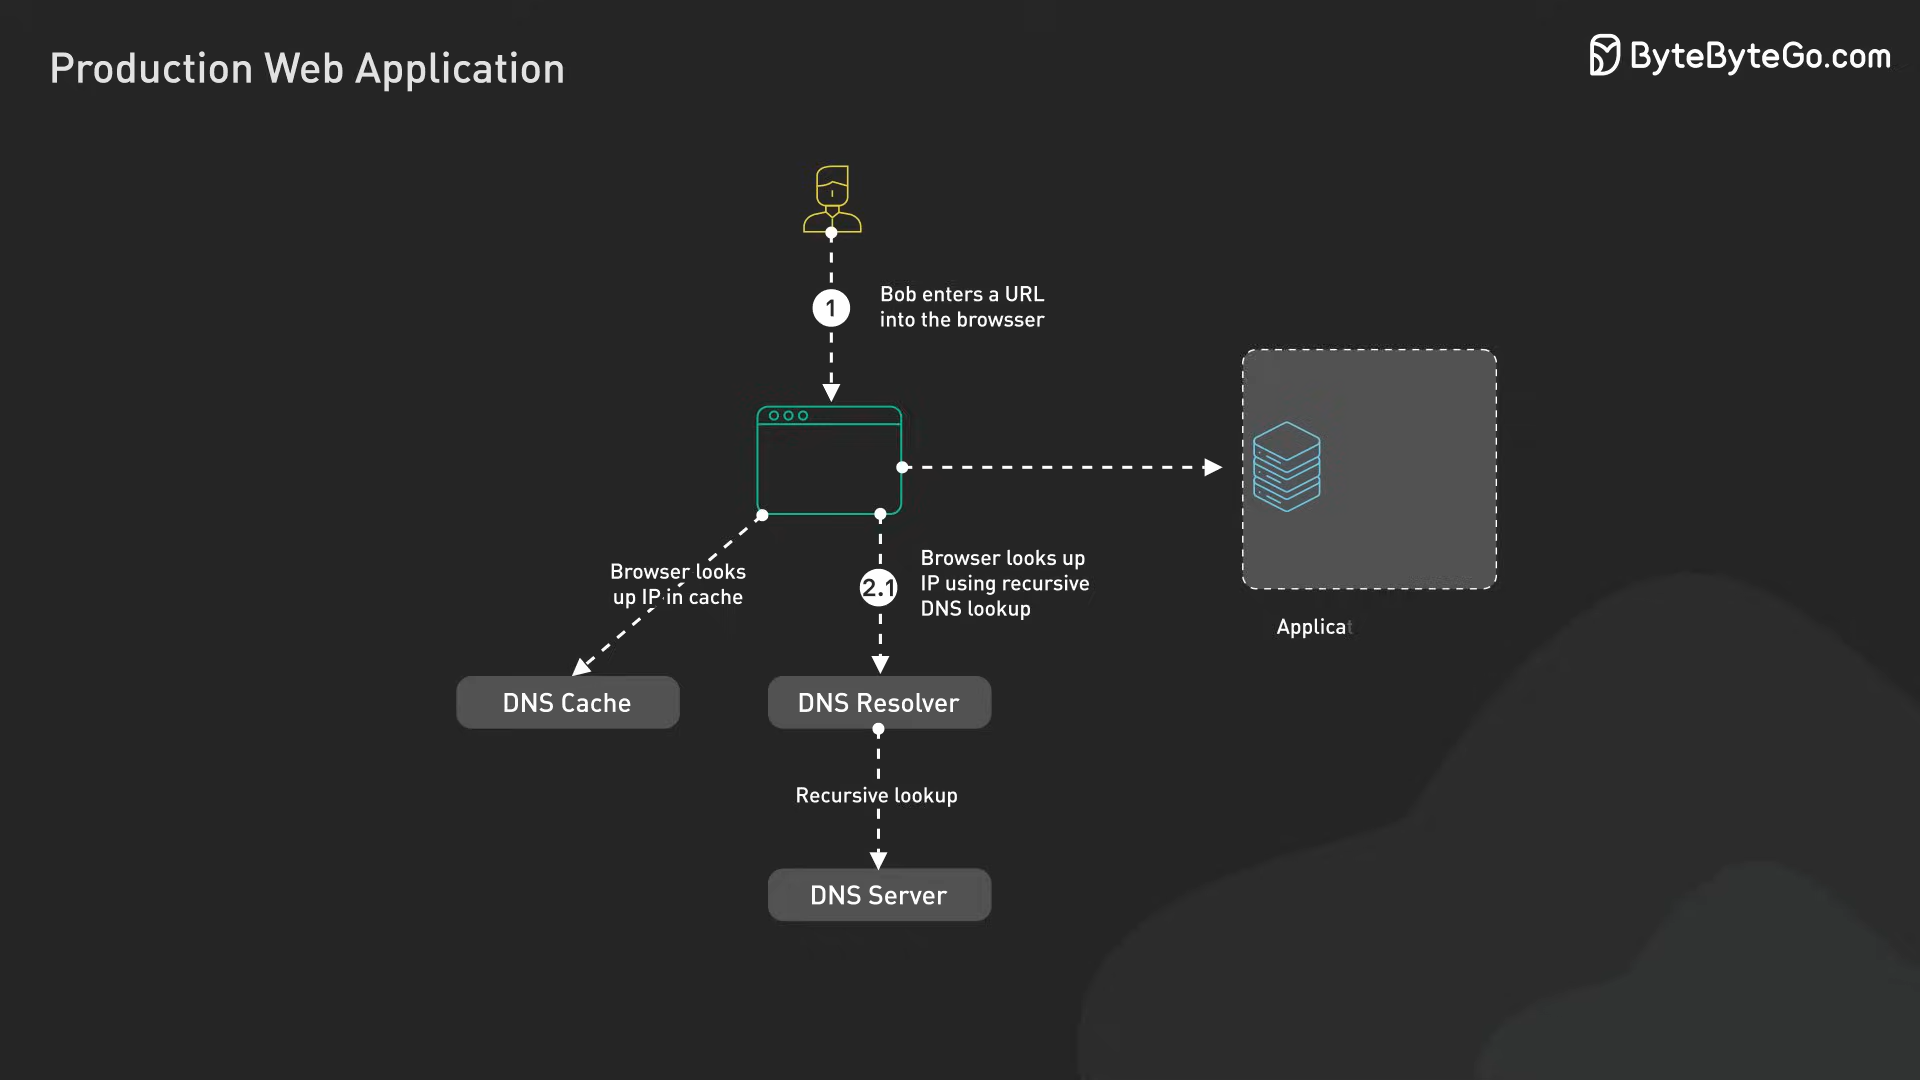 Production Web Application
ByteByteGo.com
1
Bob enters a URL
into the browsser
Browser looks
up IP in cache
2.1
Browser looks up
IP using recursive
DNS lookup
Applicat
DNS Cache
DNS Resolver
Recursive lookup
DNS Server